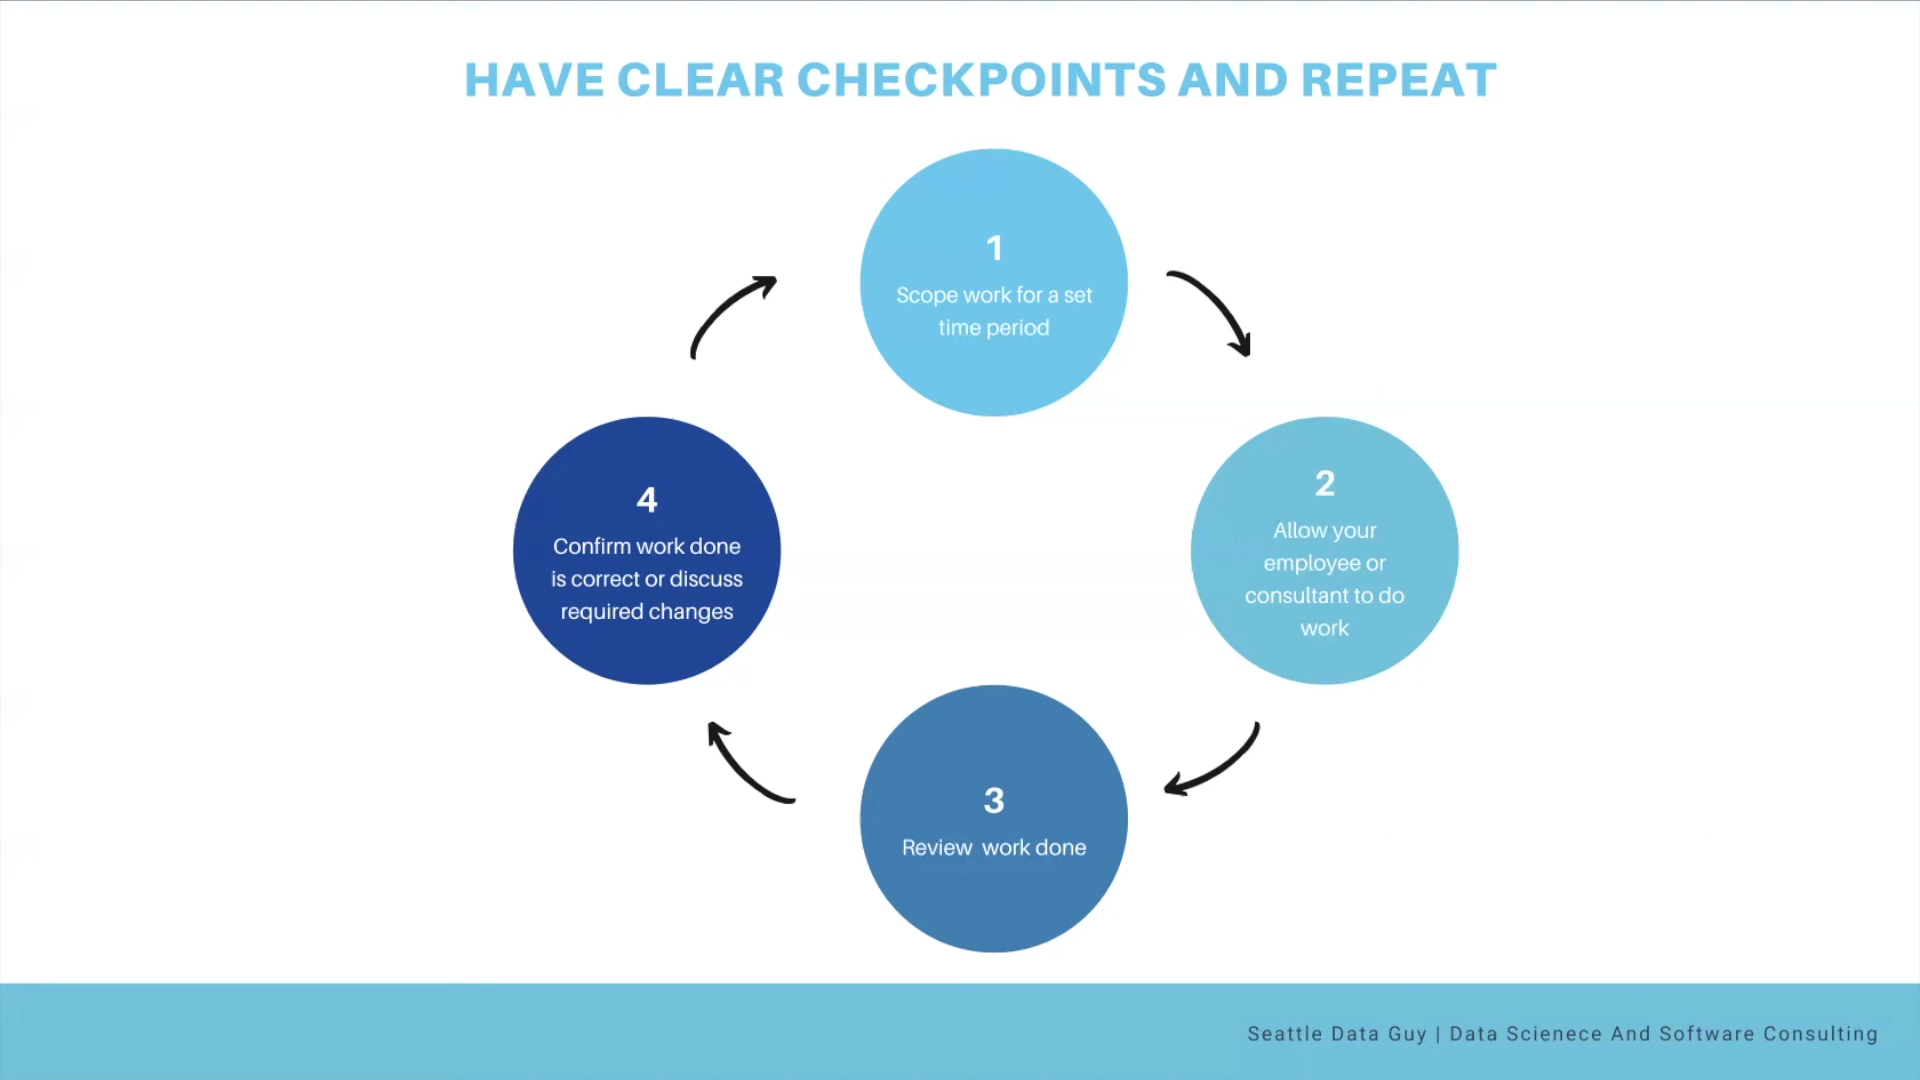 HAVE CLEAR CHECKPOINTS AND REPEAT
1
Scope work for a set
time period
2
Allow your
employee or
consultant to do
work
3
Review work done
4
Confirm work done
is correct or discuss
required changes
Seattle Data Guy | Data Scienece And Software Consulting